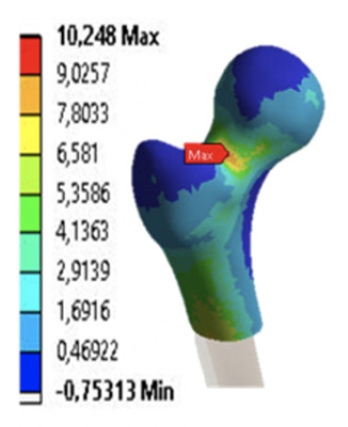 10,248 Max
9,0257
7,8033
6,581
5,3586
4,1363
2,9139
1,6916
0,46922
-0,75313 Min
Max